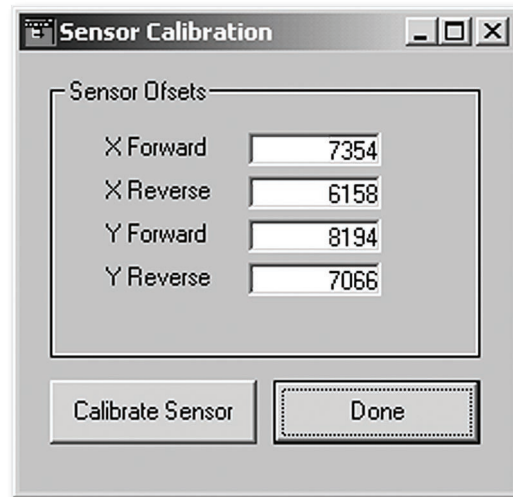 Sensor Calibration
Sensor Ofsets
X Forward 7354
X Reverse 6158
Y Forward 8194
Y Reverse 7066
Calibrate Sensor Done